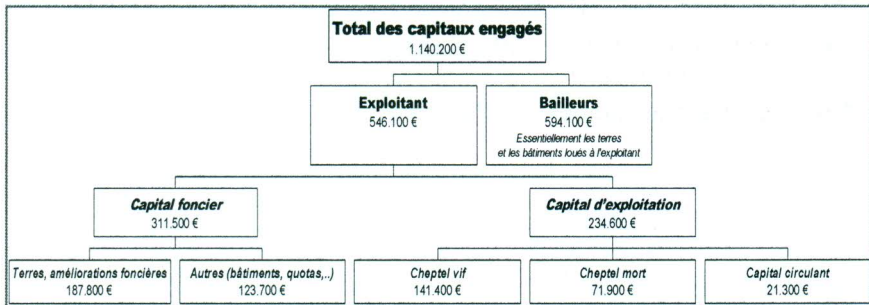 Total des capitaux engagés
1.140.200 €
Exploitant
546.100 €
Bailleurs
594.100 €
Essentiellement les terres
et les bâtiments loués à l'exploitant
Capital foncier
311.500 €
Capital d'exploitation
234.600 €
Terres, améliorations foncières
187.800 €
Autres (bâtiments, quotas,..)
123.700 €
Cheptel vif
141.400 €
Cheptel mort
71.900 €
Capital circulant
21.300 €